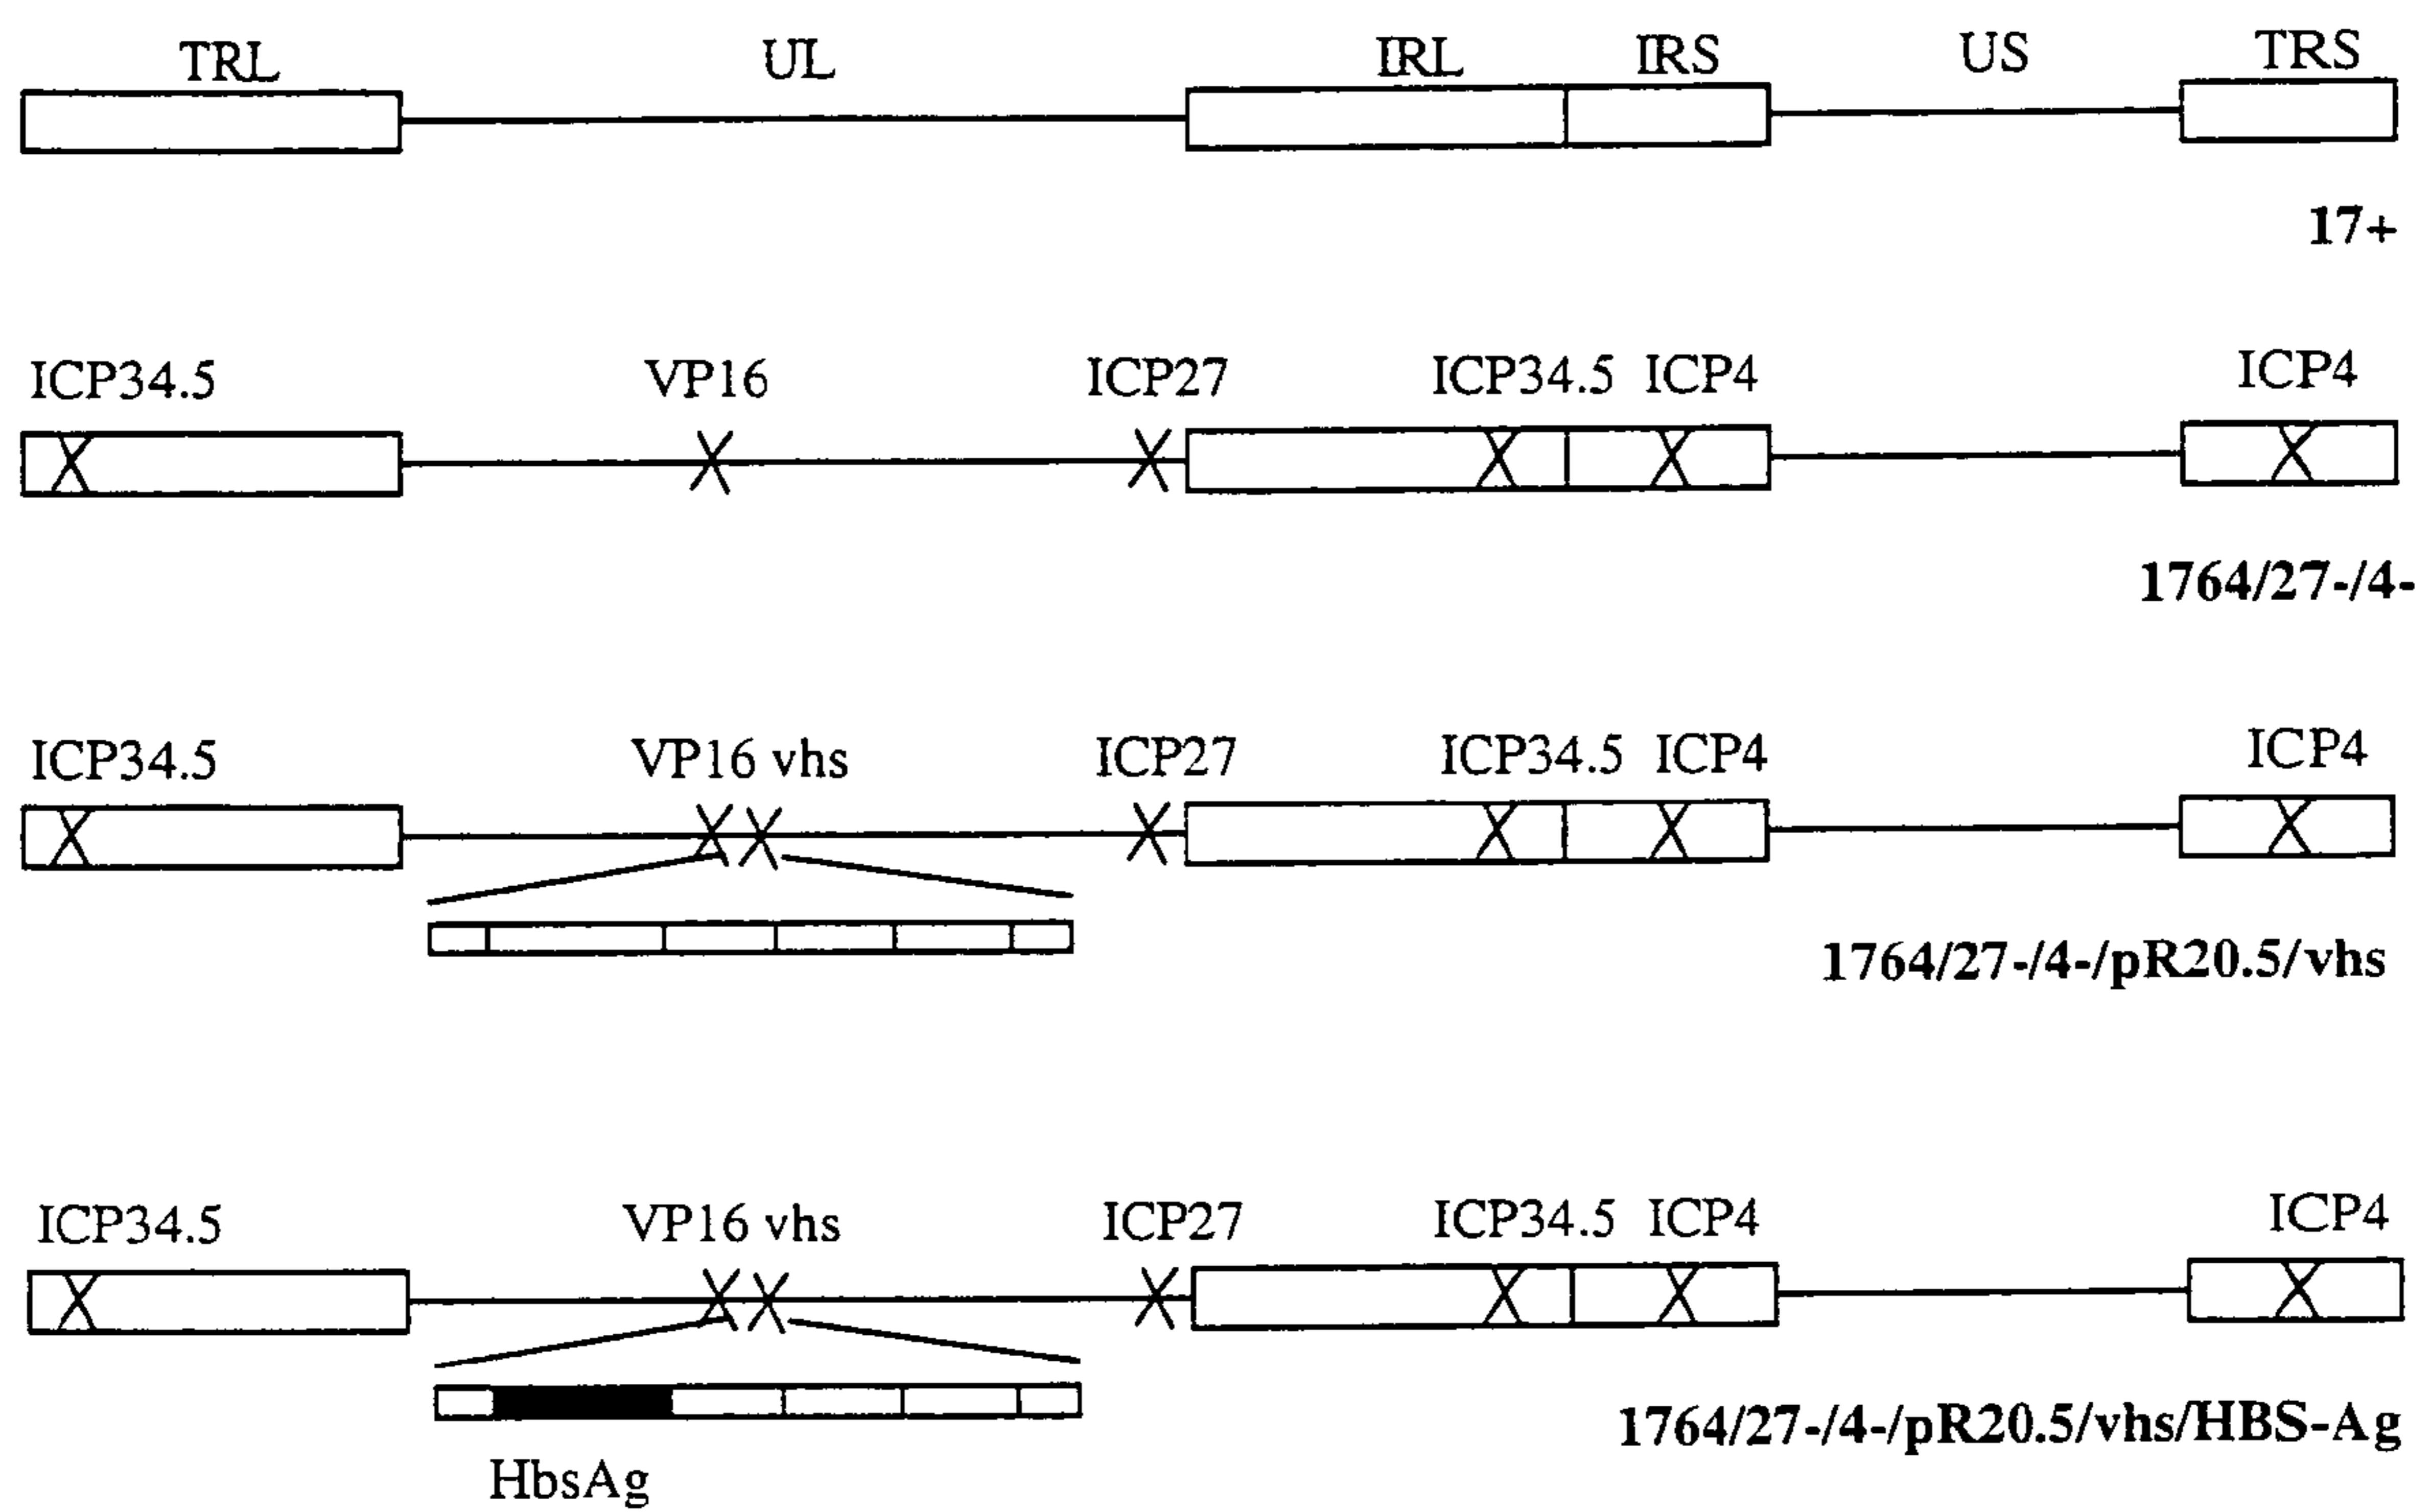 TRL UL IRL IRS US TRS
17+
ICP34.5 VP16 ICP27 ICP34.5 ICP4 ICP4
1764/27-/4-
ICP34.5 VP16 vhs ICP27 ICP34.5 ICP4 ICP4
1764/27-/4-/pR20.5/vhs
ICP34.5 VP16 vhs ICP27 ICP34.5 ICP4 ICP4
1764/27-/4-/pR20.5/vhs/HBS-Ag
HbsAg